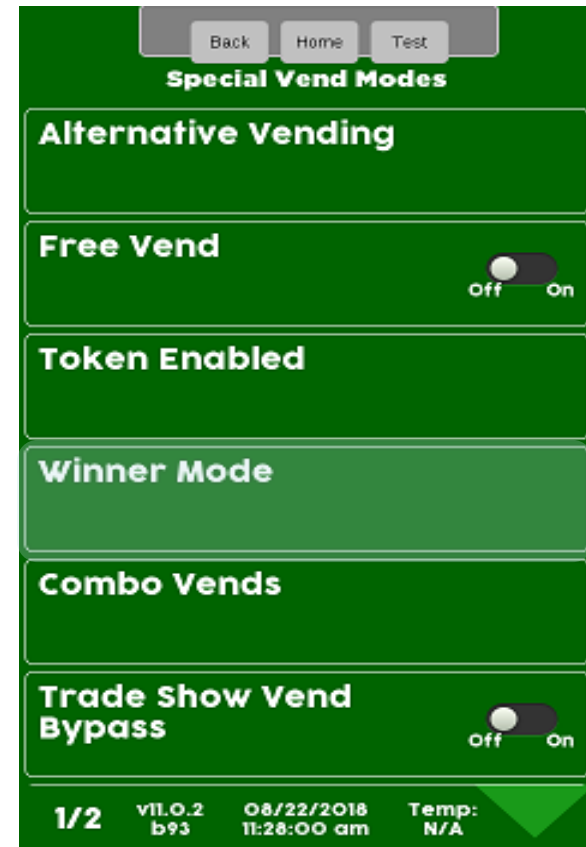 Back Home Test
Special Vend Modes
Alternative Vending
Free Vend
Off On
Token Enabled
Winner Mode
Combo Vends
Trade Show Vend
Bypass
Off On
1/2 v11.0.2 08/22/2018 Temp:
b93 11:28:00 am N/A